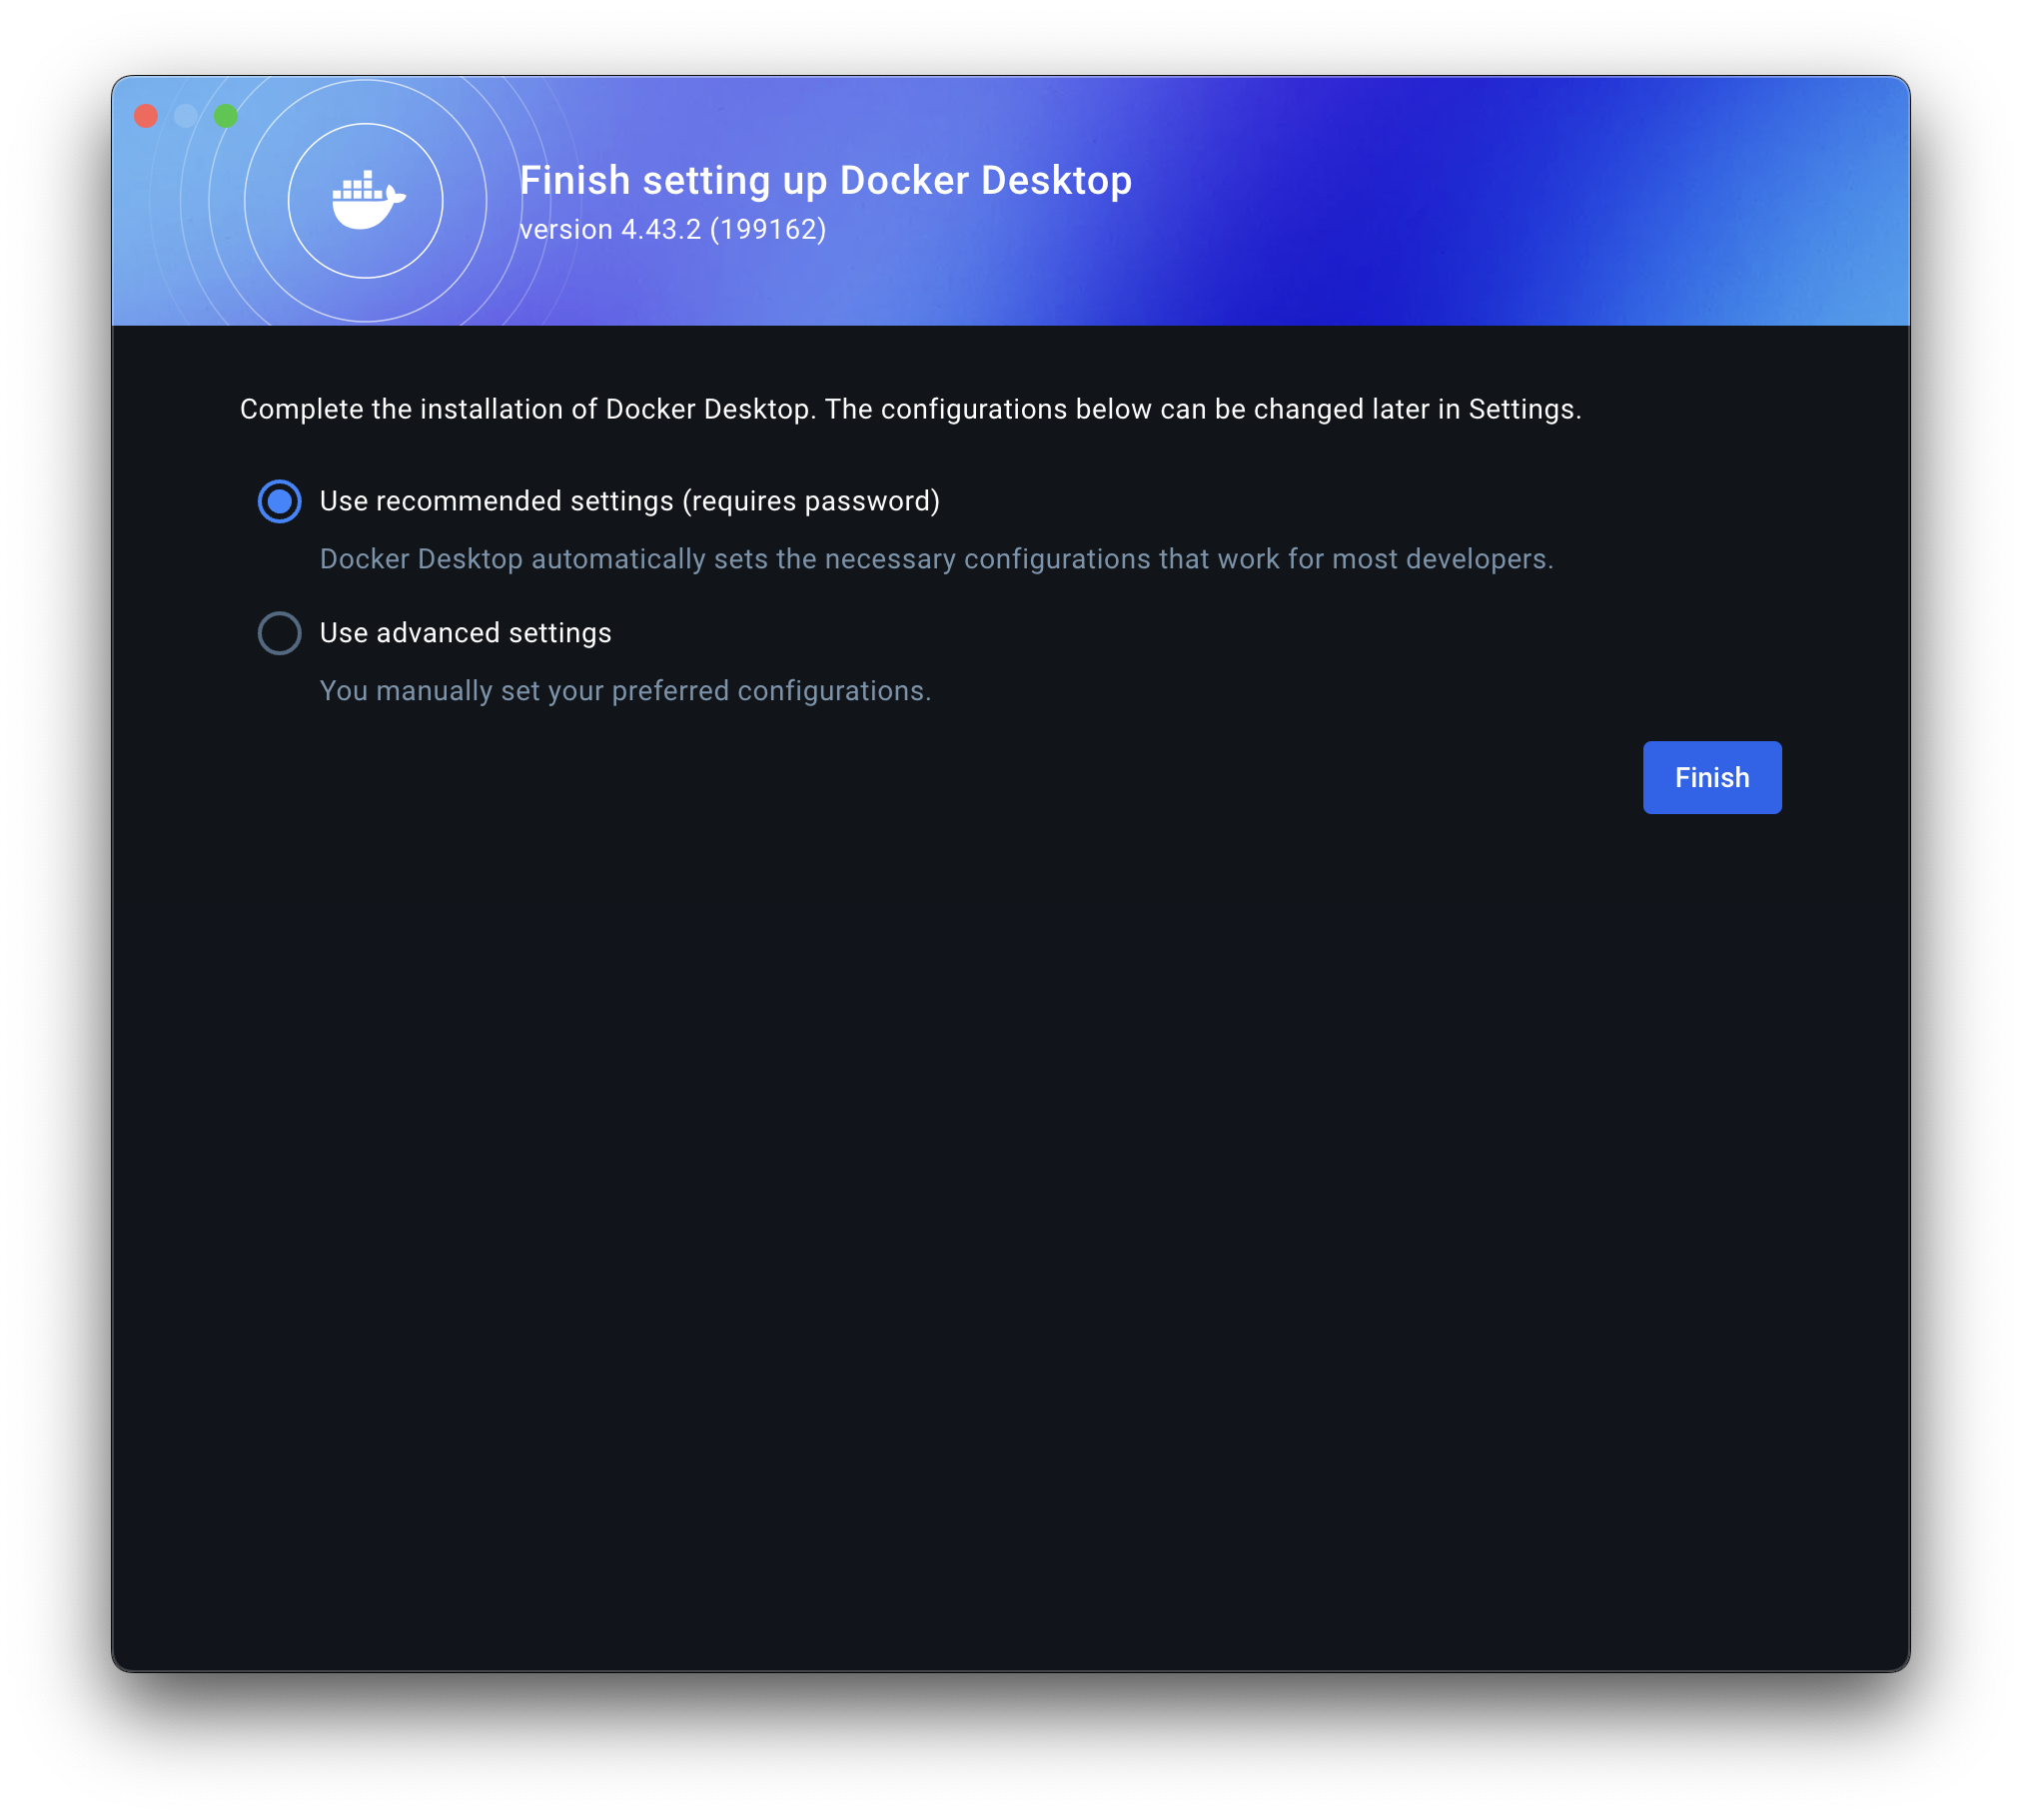 Finish setting up Docker Desktop
version 4.43.2 (199162)
Complete the installation of Docker Desktop. The configurations below can be changed later in Settings.
Use recommended settings (requires password)
Docker Desktop automatically sets the necessary configurations that work for most developers.
Use advanced settings
You manually set your preferred configurations.
Finish